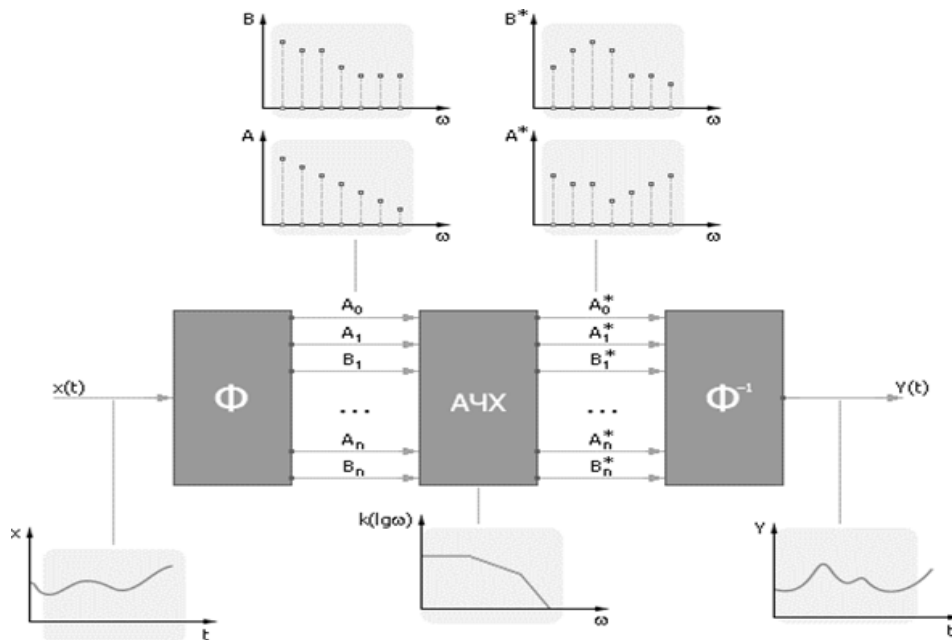 B
ω
B*
ω
A
ω
A*
ω
x(t)
Φ
A₀
A₁
B₁
...
Aₙ
Bₙ
АЧХ
A₀*
A₁*
B₁*
...
Aₙ*
Bₙ*
Φ⁻¹
Y(t)
x
t
k(lgω)
ω
Y
t